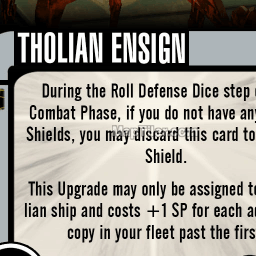 THOLIAN ENSIGN
During the Roll Defense Dice step
Combat Phase, if you do not have any
Shields, you may discard this card to
Shield.
This Upgrade may only be assigned to
lian ship and costs +1 SP for each
copy in your fleet past the firs